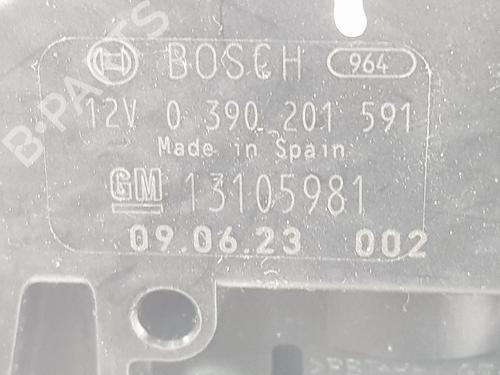 BOSCH 964
12V 0 390 201 591
Made in Spain
GM 13105981
09.06.23 002
B-PARTS